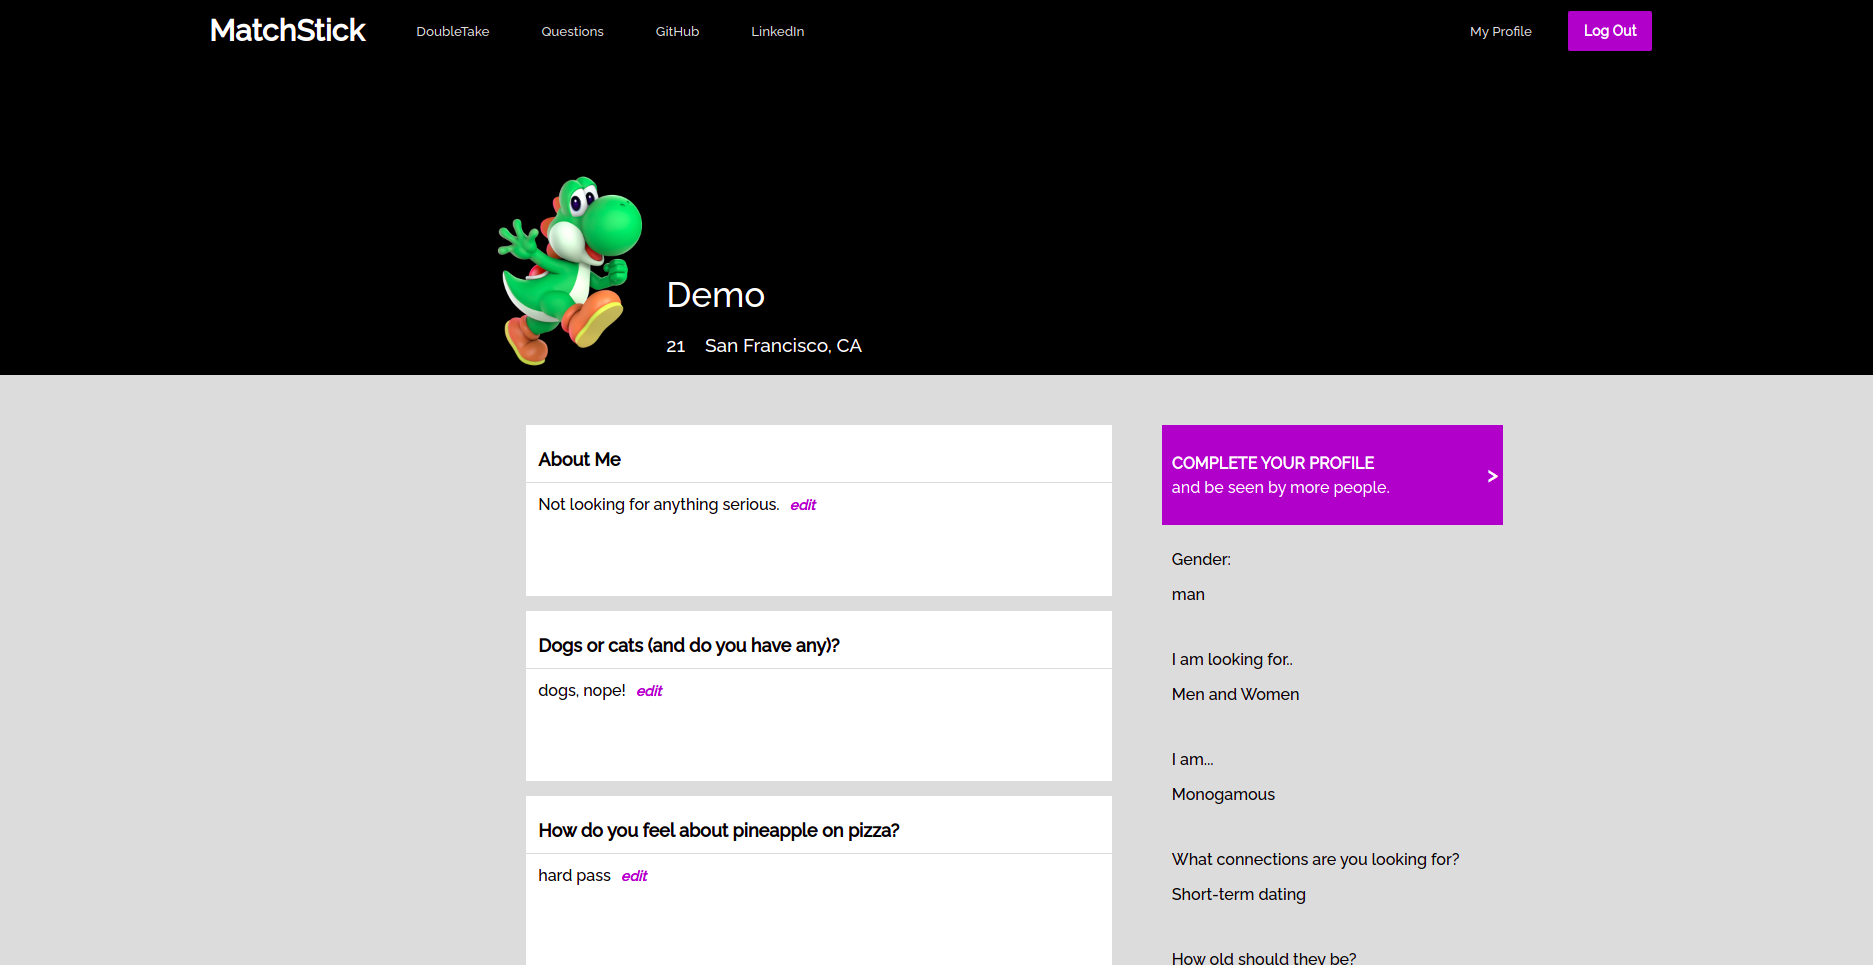 MatchStick DoubleTake Questions GitHub LinkedIn My Profile Log Out
Demo
21 San Francisco, CA
About Me
Not looking for anything serious. edit
Dogs or cats (and do you have any)?
dogs, nope! edit
How do you feel about pineapple on pizza?
hard pass edit
COMPLETE YOUR PROFILE
and be seen by more people.
>
Gender:
man
I am looking for..
Men and Women
I am...
Monogamous
What connections are you looking for?
Short-term dating
How old should they be?